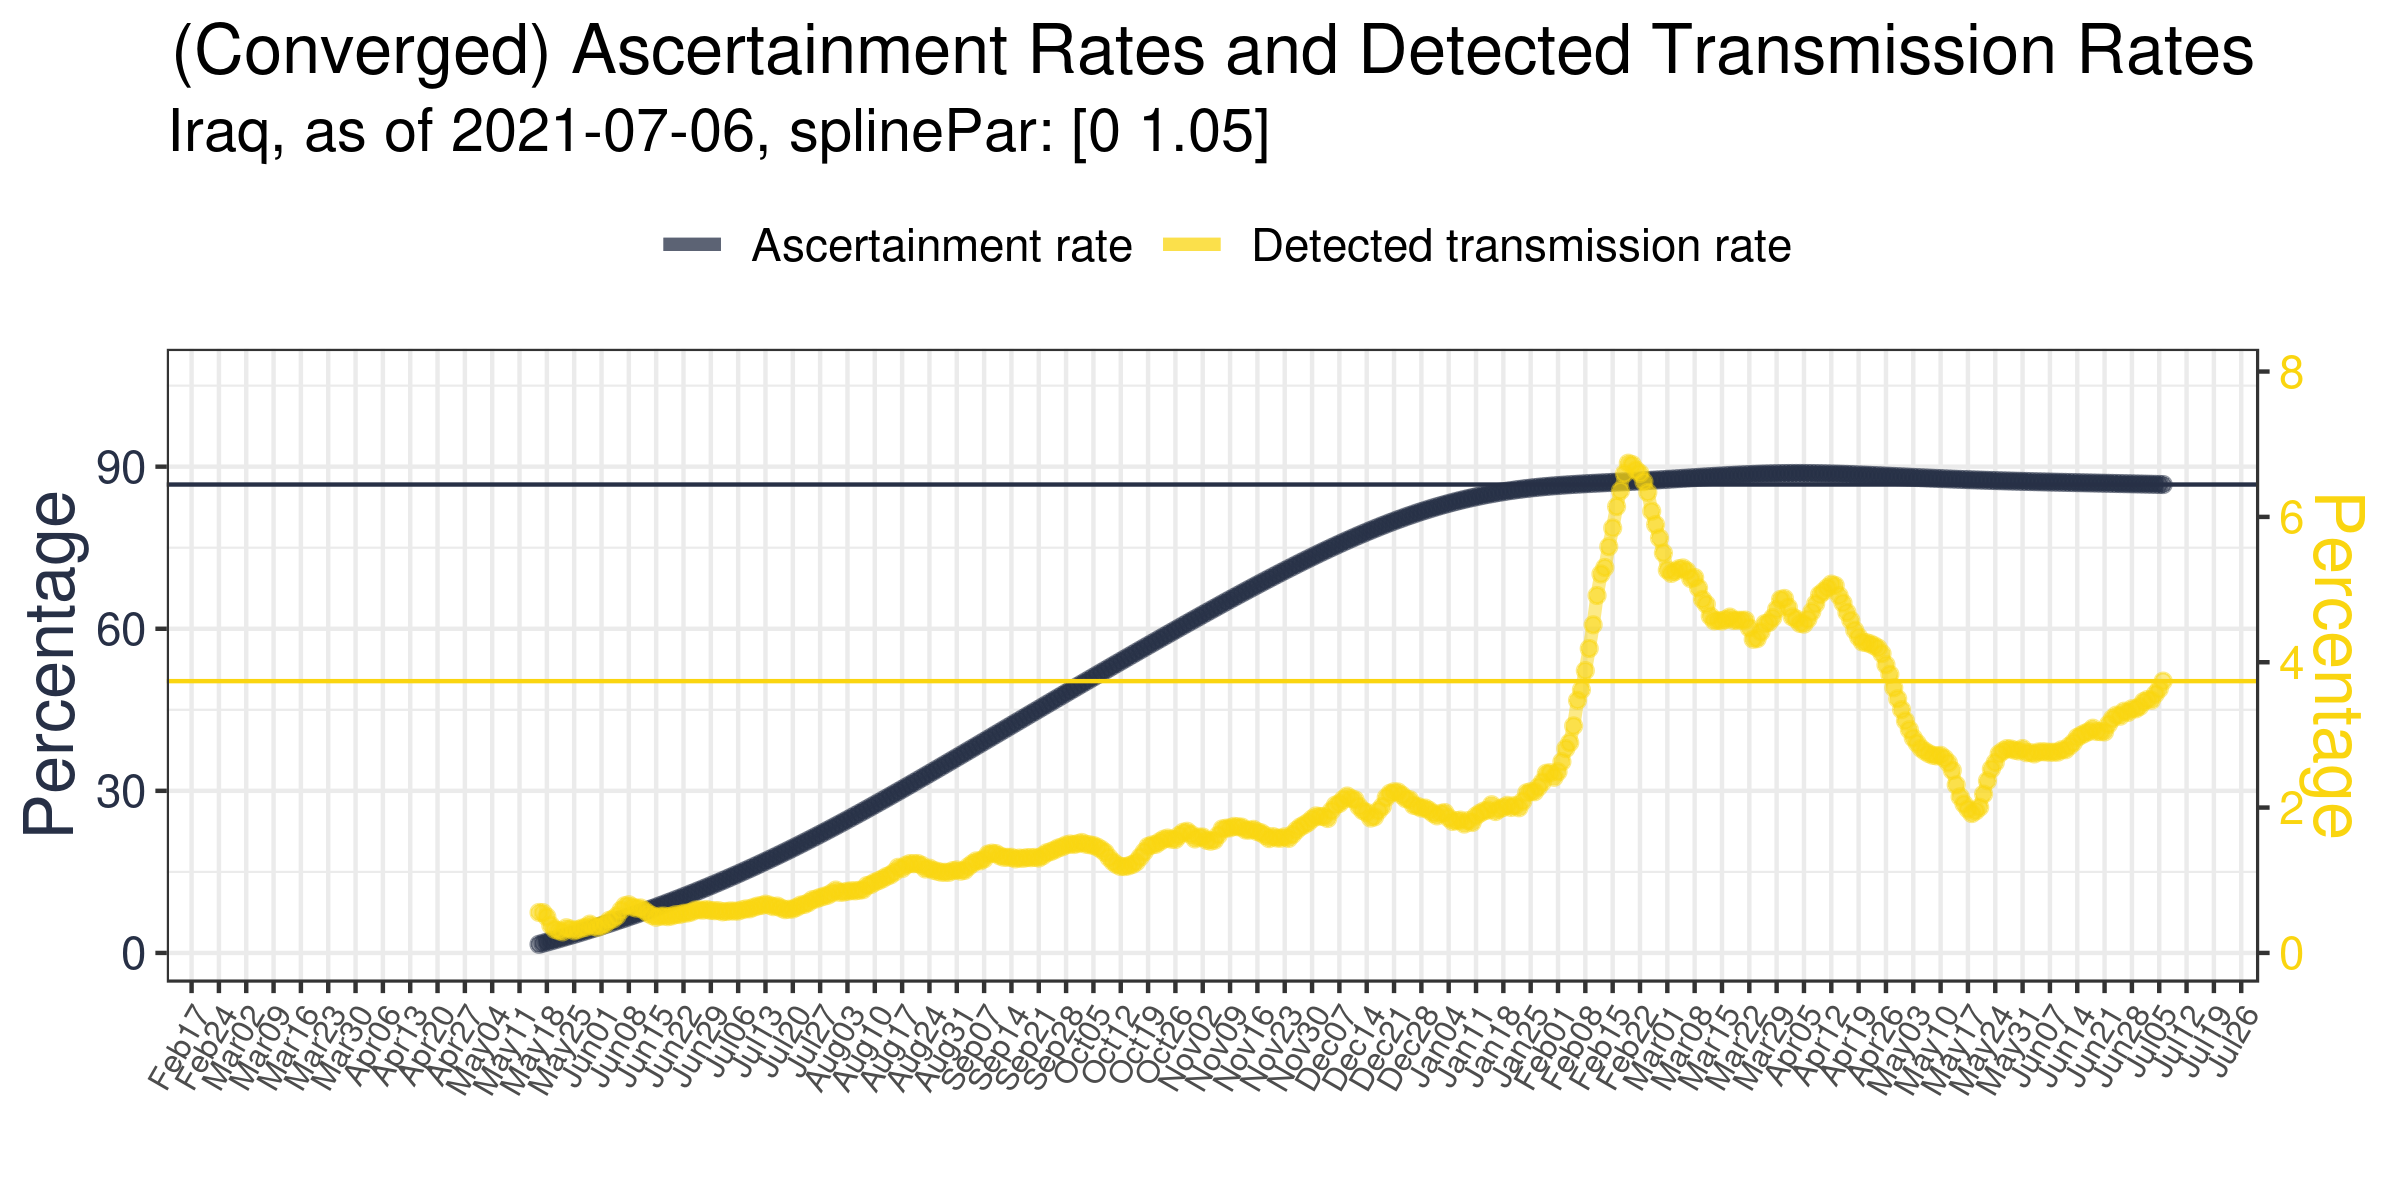 (Converged) Ascertainment Rates and Detected Transmission Rates
Iraq, as of 2021-07-06, splinePar: [0 1.05]
Ascertainment rate
Detected transmission rate
Percentage
90
60
30
0
8
6
4
2
0
Percentage
Feb17
Feb24
Mar02
Mar09
Mar16
Mar23
Mar30
Apr06
Apr13
Apr20
Apr27
May04
May11
May18
May25
Jun01
Jun08
Jun15
Jun22
Jun29
Jul06
Jul13
Jul20
Jul27
Aug03
Aug10
Aug17
Aug24
Aug31
Sep07
Sep14
Sep21
Sep28
Oct05
Oct12
Oct19
Oct26
Nov02
Nov09
Nov16
Nov23
Nov30
Dec07
Dec14
Dec21
Dec28
Jan04
Jan11
Jan18
Jan25
Feb01
Feb08
Feb15
Feb22
Mar01
Mar08
Mar15
Mar22
Mar29
Apr05
Apr12
Apr19
Apr26
May03
May10
May17
May24
May31
Jun07
Jun14
Jun21
Jun28
Jul05
Jul12
Jul19
Jul26